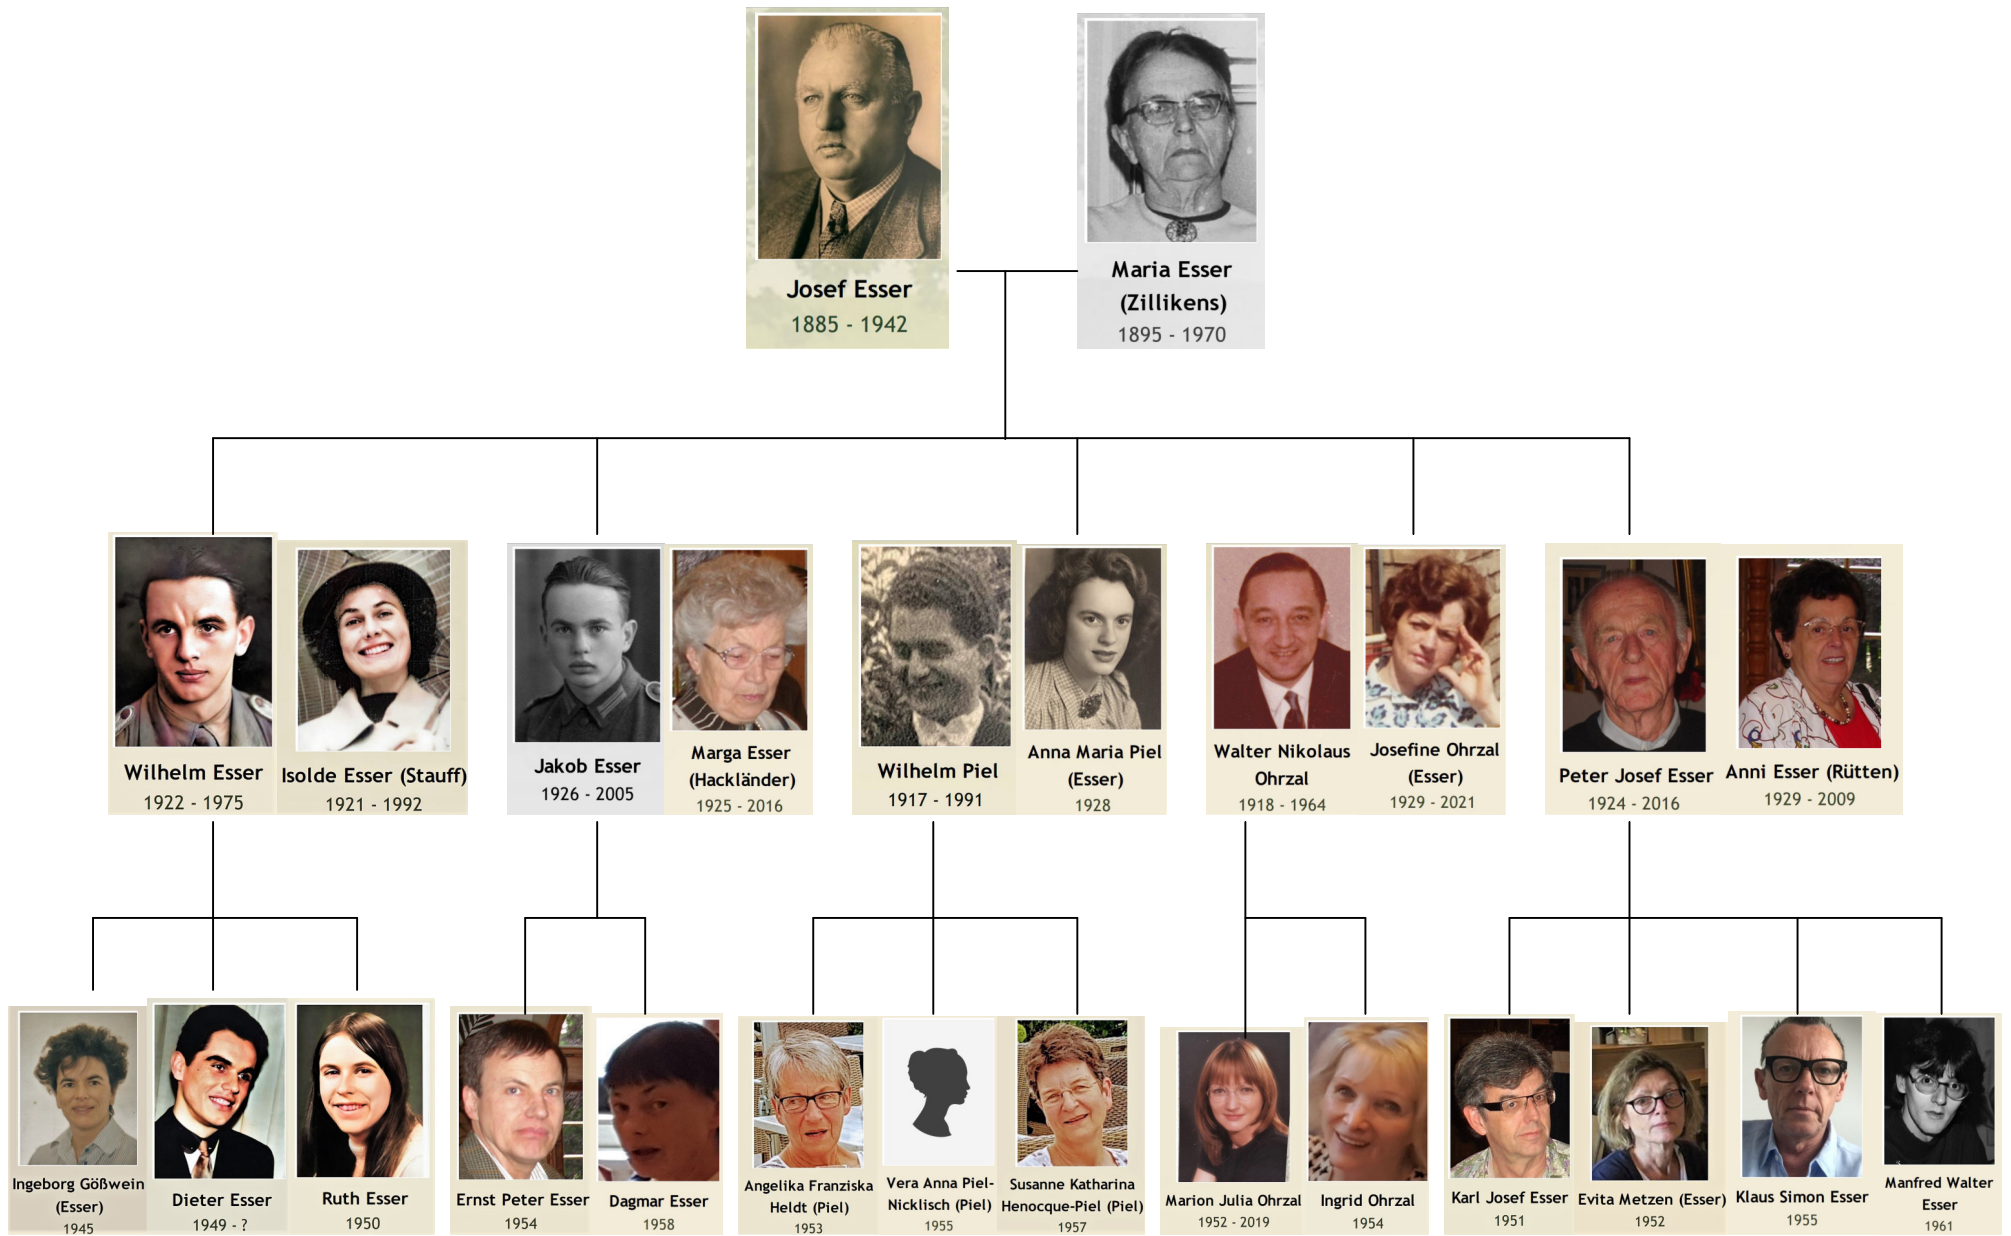 Josef Esser
1885 - 1942
Maria Esser
(Zillikens)
1895 - 1970
Wilhelm Esser
1922 - 1975
Isolde Esser (Stauff)
1921 - 1992
Jakob Esser
1926 - 2005
Marga Esser
(Hackländer)
1925 - 2016
Wilhelm Piel
1917 - 1991
Anna Maria Piel
(Esser)
1928
Walter Nikolaus
Ohrzal
1918 - 1964
Josefine Ohrzal
(Esser)
1929 - 2021
Peter Josef Esser
1924 - 2016
Anni Esser (Rütten)
1929 - 2009
Ingeborg Gößwein
(Esser)
1945
Dieter Esser
1949 - ?
Ruth Esser
1950
Ernst Peter Esser
1954
Dagmar Esser
1958
Angelika Franziska
Heldt (Piel)
1953
Vera Anna Piel-
Nicklisch (Piel)
1955
Susanne Katharina
Henocque-Piel (Piel)
1957
Marion Julia Ohrzal
1952 - 2019
Ingrid Ohrzal
1954
Karl Josef Esser
1951
Evita Metzen (Esser)
1952
Klaus Simon Esser
1955
Manfred Walter
Esser
1961